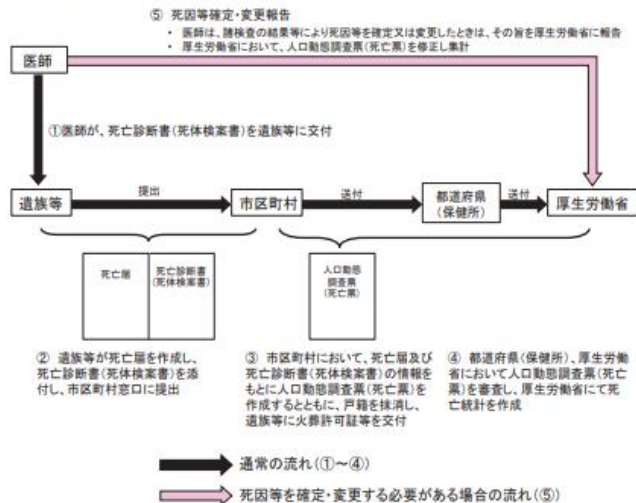 ⑤ 死因等確定・変更報告
・ 医師は、諸検査の結果等により死因等を確定又は変更したときは、その旨を厚生労働省に報告
・ 厚生労働省において、人口動態調査票(死亡票)を修正し集計
医師
①医師が、死亡診断書(死体検案書)を遺族等に交付
遺族等
提出
市区町村
送付
都道府県
(保健所)
送付
厚生労働省
死亡届
死亡診断書
(死体検案書)
人口動態
調査票
(死亡票)
② 遺族等が死亡届を作成し、
死亡診断書(死体検案書)を添
付し、市区町村窓口に提出
③ 市区町村において、死亡届及び
死亡診断書(死体検案書)の情報を
もとに人口動態調査票(死亡票)を
作成するとともに、戸籍を抹消し、
遺族等に火葬許可証等を交付
④ 都道府県(保健所)、厚生労働
省において人口動態調査票(死亡
票)を審査し、厚生労働省にて死
亡統計を作成
通常の流れ(①～④)
死因等を確定・変更する必要がある場合の流れ(⑤)